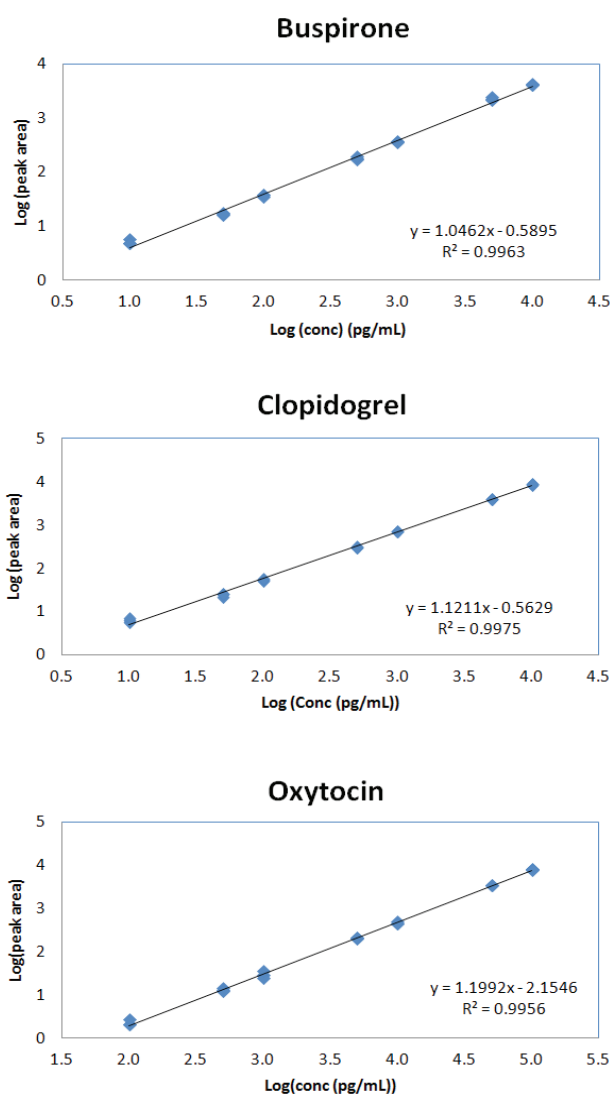 Buspirone
4
3
2
1
0
Log (peak area)
y = 1.0462x - 0.5895
R² = 0.9963
0.5 1.0 1.5 2.0 2.5 3.0 3.5 4.0 4.5
Log (conc) (pg/mL)
Clopidogrel
5
4
3
2
1
0
Log (peak area)
y = 1.1211x - 0.5629
R² = 0.9975
0.5 1.0 1.5 2.0 2.5 3.0 3.5 4.0 4.5
Log (Conc (pg/mL))
Oxytocin
5
4
3
2
1
0
Log(peak area)
y = 1.1992x - 2.1546
R² = 0.9956
1.5 2.0 2.5 3.0 3.5 4.0 4.5 5.0 5.5
Log(conc (pg/mL))